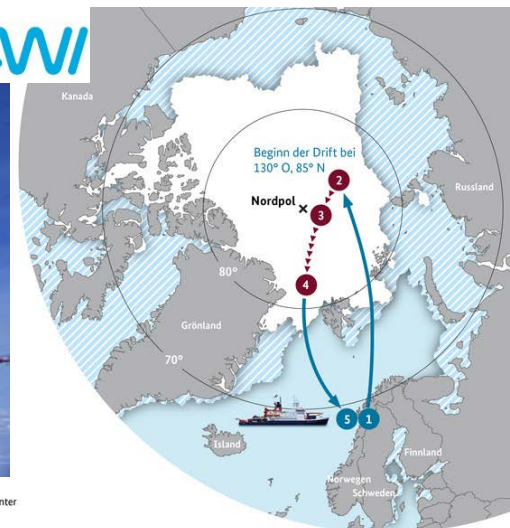 AWI
Kanada
Beginn der Drift bei
130° O, 85° N
2
Nordpol
3
Russland
80°
4
Grönland
70°
5
1
Island
Finnland
Norwegen
Schweden